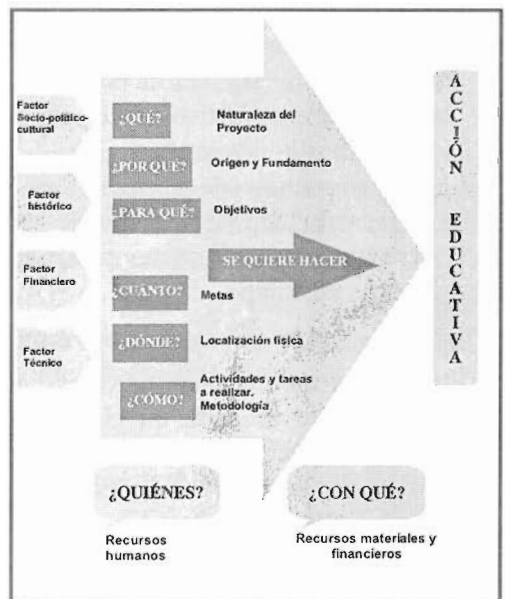 Factor
Socio-político-
cultural
¿QUÉ?
Naturaleza del
Proyecto
¿POR QUÉ?
Origen y Fundamento
Factor
histórico
¿PARA QUÉ?
Objetivos
SE QUIERE HACER
Factor
Financiero
¿CUÁNTO?
Metas
¿DÓNDE?
Localización física
Factor
Técnico
¿CÓMO?
Actividades y tareas
a realizar.
Metodología
ACCIÓN EDUCATIVA
¿QUIÉNES?
Recursos
humanos
¿CON QUÉ?
Recursos materiales y
financieros